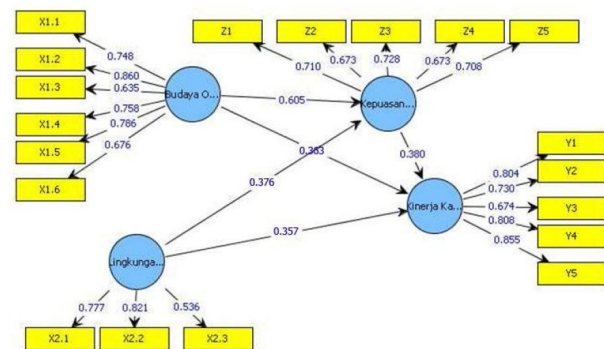 X1.1
X1.2
X1.3
X1.4
X1.5
X1.6
0.748
0.860
0.635
0.758
0.786
0.676
Budaya O...
Z1
Z2
Z3
Z4
Z5
0.710
0.673
0.728
0.673
0.708
Kepuasan...
0.605
0.376
0.363
0.380
0.357
Kinerja Ka...
Y1
Y2
Y3
Y4
Y5
0.804
0.730
0.674
0.808
0.855
Lingkunga...
0.777
0.821
0.536
X2.1
X2.2
X2.3